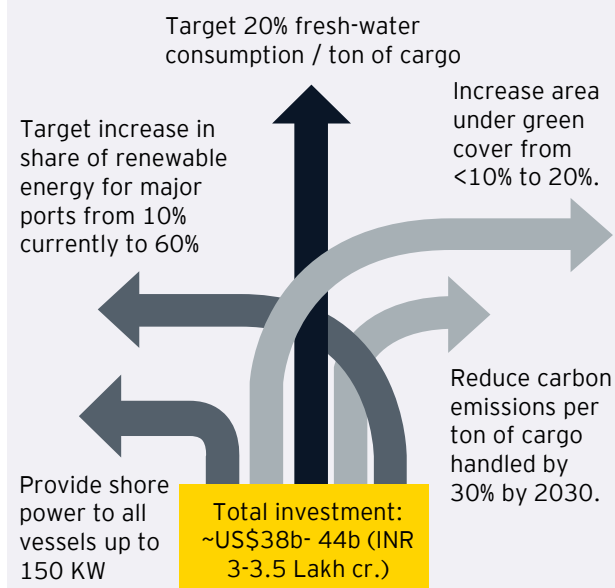 Target 20% fresh-water
consumption / ton of cargo
Target increase in
share of renewable
energy for major
ports from 10%
currently to 60%
Increase area
under green
cover from
<10% to 20%.
Provide shore
power to all
vessels up to
150 KW
Total investment:
~US$38b- 44b (INR
3-3.5 Lakh cr.)
Reduce carbon
emissions per
ton of cargo
handled by
30% by 2030.